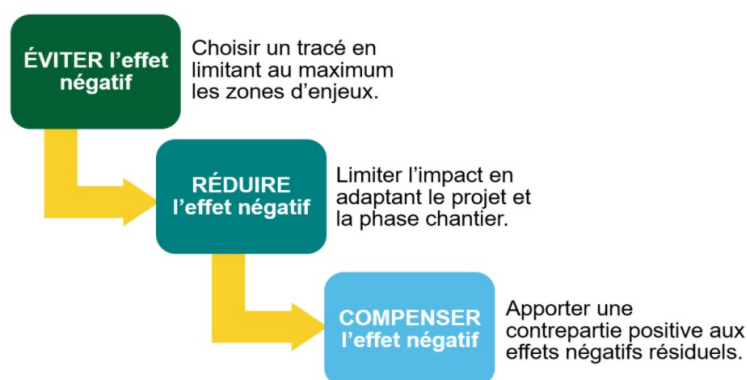 ÉVITER l’effet
négatif
Choisir un tracé en
limitant au maximum
les zones d’enjeux.
RÉDUIRE
l’effet négatif
Limiter l’impact en
adaptant le projet et
la phase chantier.
COMPENSER
l’effet négatif
Apporter une
contrepartie positive aux
effets négatifs résiduels.